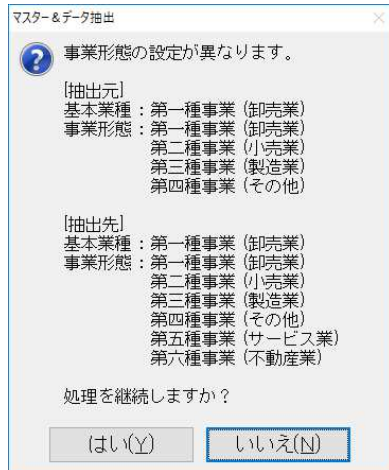 マスター＆データ抽出
事業形態の設定が異なります。
[抽出元]
基本業種：第一種事業（卸売業）
事業形態：第一種事業（卸売業）
第二種事業（小売業）
第三種事業（製造業）
第四種事業（その他）
[抽出先]
基本業種：第一種事業（卸売業）
事業形態：第一種事業（卸売業）
第二種事業（小売業）
第三種事業（製造業）
第四種事業（その他）
第五種事業（サービス業）
第六種事業（不動産業）
処理を継続しますか？
はい(Y)
いいえ(N)